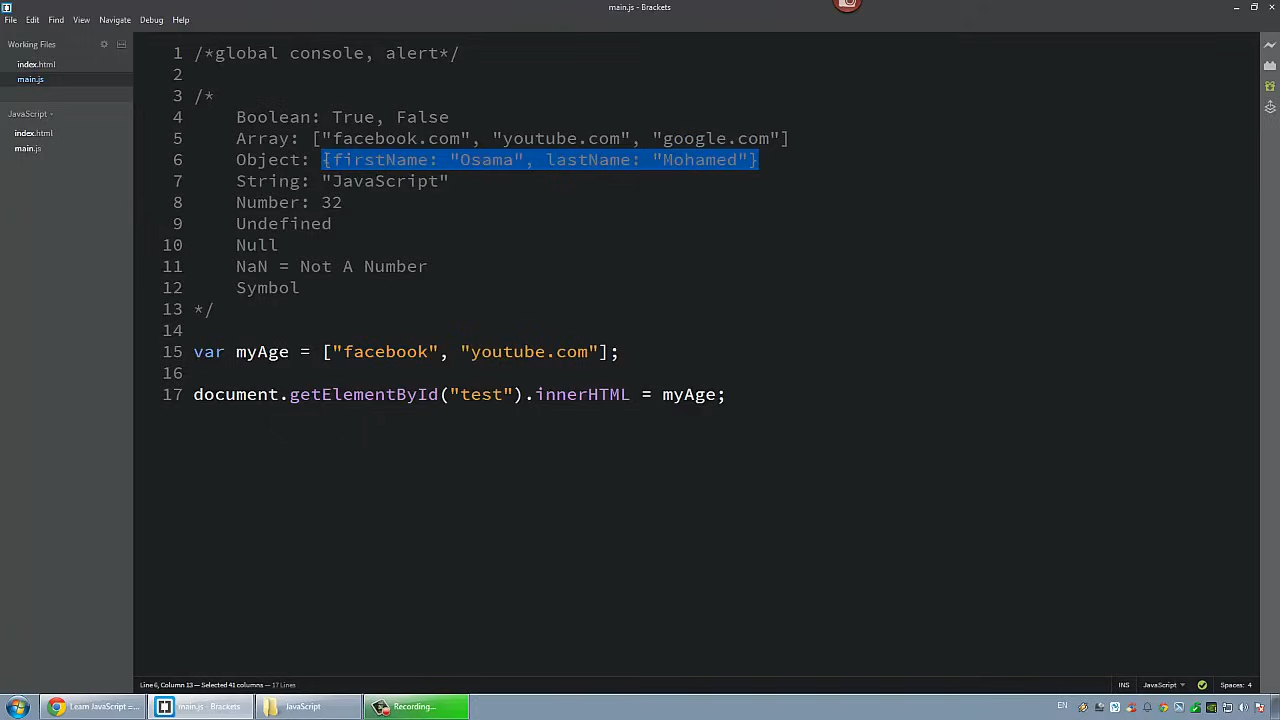 main.js - Brackets
File Edit Find View Navigate Debug Help
Working Files
index.html
main.js
JavaScript
index.html
main.js
1 /*global console, alert*/
2
3 /*
4 Boolean: True, False
5 Array: ["facebook.com", "youtube.com", "google.com"]
6 Object: {firstName: "Osama", lastName: "Mohamed"}
7 String: "JavaScript"
8 Number: 32
9 Undefined
10 Null
11 NaN = Not A Number
12 Symbol
13 */
14
15 var myAge = ["facebook", "youtube.com"];
16
17 document.getElementById("test").innerHTML = myAge;
Line 6, Column 13 — Selected 41 columns — 17 Lines
INS JavaScript Spaces: 4
Learn JavaScript =... main.js - Brackets JavaScript Recording... EN 07:07 م